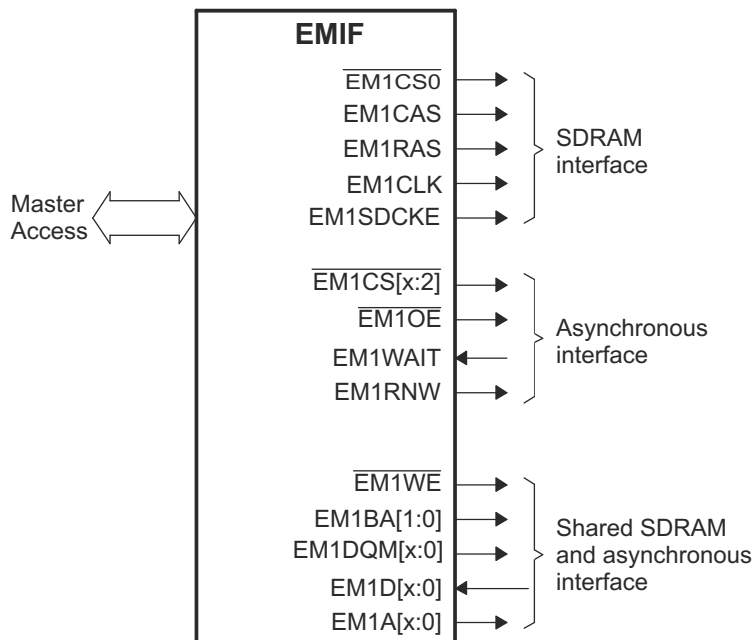 EMIF
EM1CS0
EM1CAS
EM1RAS
EM1CLK
EM1SDCKE
SDRAM
interface
Master
Access
EM1CS[x:2]
EM1OE
EM1WAIT
EM1RNW
Asynchronous
interface
EM1WE
EM1BA[1:0]
EM1DQM[x:0]
EM1D[x:0]
EM1A[x:0]
Shared SDRAM
and asynchronous
interface